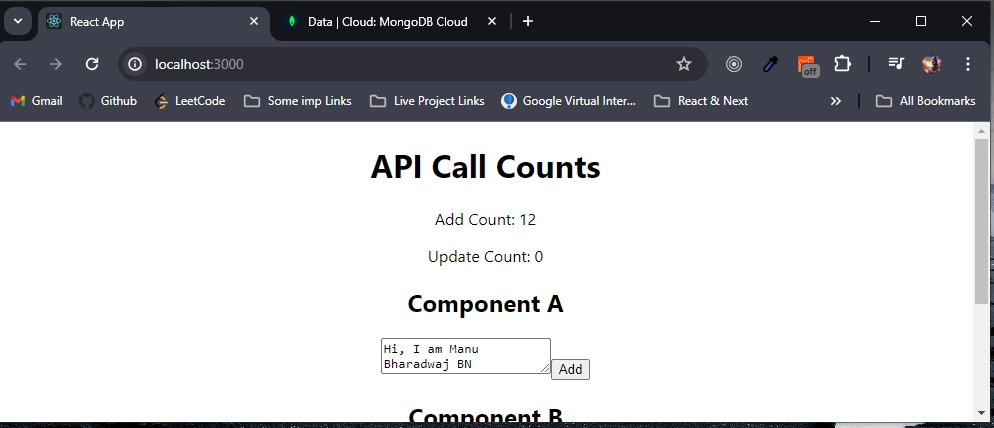 React App
Data | Cloud: MongoDB Cloud
localhost:3000
off
Gmail
Github
LeetCode
Some imp Links
Live Project Links
Google Virtual Inter...
React & Next
All Bookmarks
API Call Counts
Add Count: 12
Update Count: 0
Component A
Hi, I am Manu
Bharadwaj BN
Add
Component B